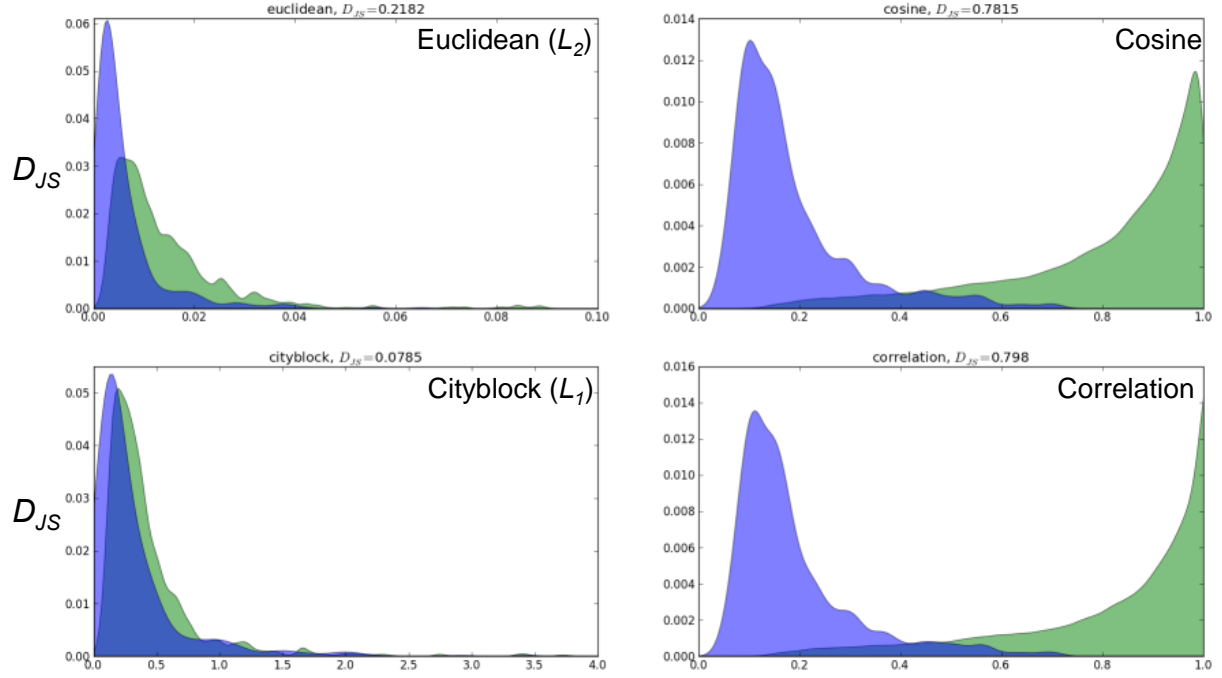 euclidean, D_JS=0.2182
Euclidean (L_2)
0.06
0.05
0.04
0.03
0.02
0.01
0.00
0.00 0.02 0.04 0.06 0.08 0.10
D_JS
cosine, D_JS=0.7815
Cosine
0.014
0.012
0.010
0.008
0.006
0.004
0.002
0.000
0.0 0.2 0.4 0.6 0.8 1.0
cityblock, D_JS=0.0785
Cityblock (L_1)
0.05
0.04
0.03
0.02
0.01
0.00
0.0 0.5 1.0 1.5 2.0 2.5 3.0 3.5 4.0
D_JS
correlation, D_JS=0.798
Correlation
0.016
0.014
0.012
0.010
0.008
0.006
0.004
0.002
0.000
0.0 0.2 0.4 0.6 0.8 1.0